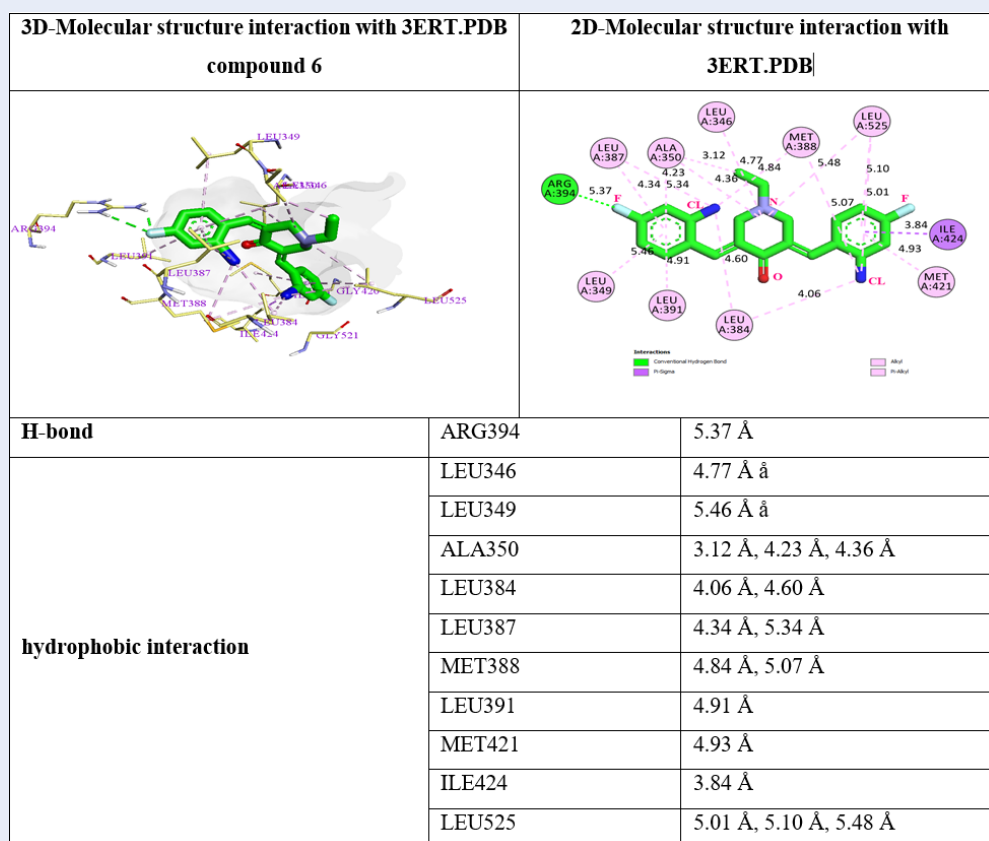 3D-Molecular structure interaction with 3ERT.PDB
compound 6
2D-Molecular structure interaction with
3ERT.PDB
LEU349
ARG394
LEU391
LEU387
MET388
ILE424
GLY521
LEU525
LEU
A:346
LEU
A:387
ALA
A:350
MET
A:388
LEU
A:525
ARG
A:394
5.37
F
4.34
4.23
5.34
3.12
4.36
4.77
4.84
5.48
5.10
5.01
CL
N
5.07
F
3.84
ILE
A:424
4.93
5.46
4.91
4.60
O
4.06
CL
MET
A:421
LEU
A:349
LEU
A:391
LEU
A:384
Interactions
Conventional Hydrogen Bond
Pi-Sigma
Alkyl
Pi-Alkyl
H-bond
ARG394
5.37 Å
hydrophobic interaction
LEU346
4.77 Å å
LEU349
5.46 Å å
ALA350
3.12 Å, 4.23 Å, 4.36 Å
LEU384
4.06 Å, 4.60 Å
LEU387
4.34 Å, 5.34 Å
MET388
4.84 Å, 5.07 Å
LEU391
4.91 Å
MET421
4.93 Å
ILE424
3.84 Å
LEU525
5.01 Å, 5.10 Å, 5.48 Å